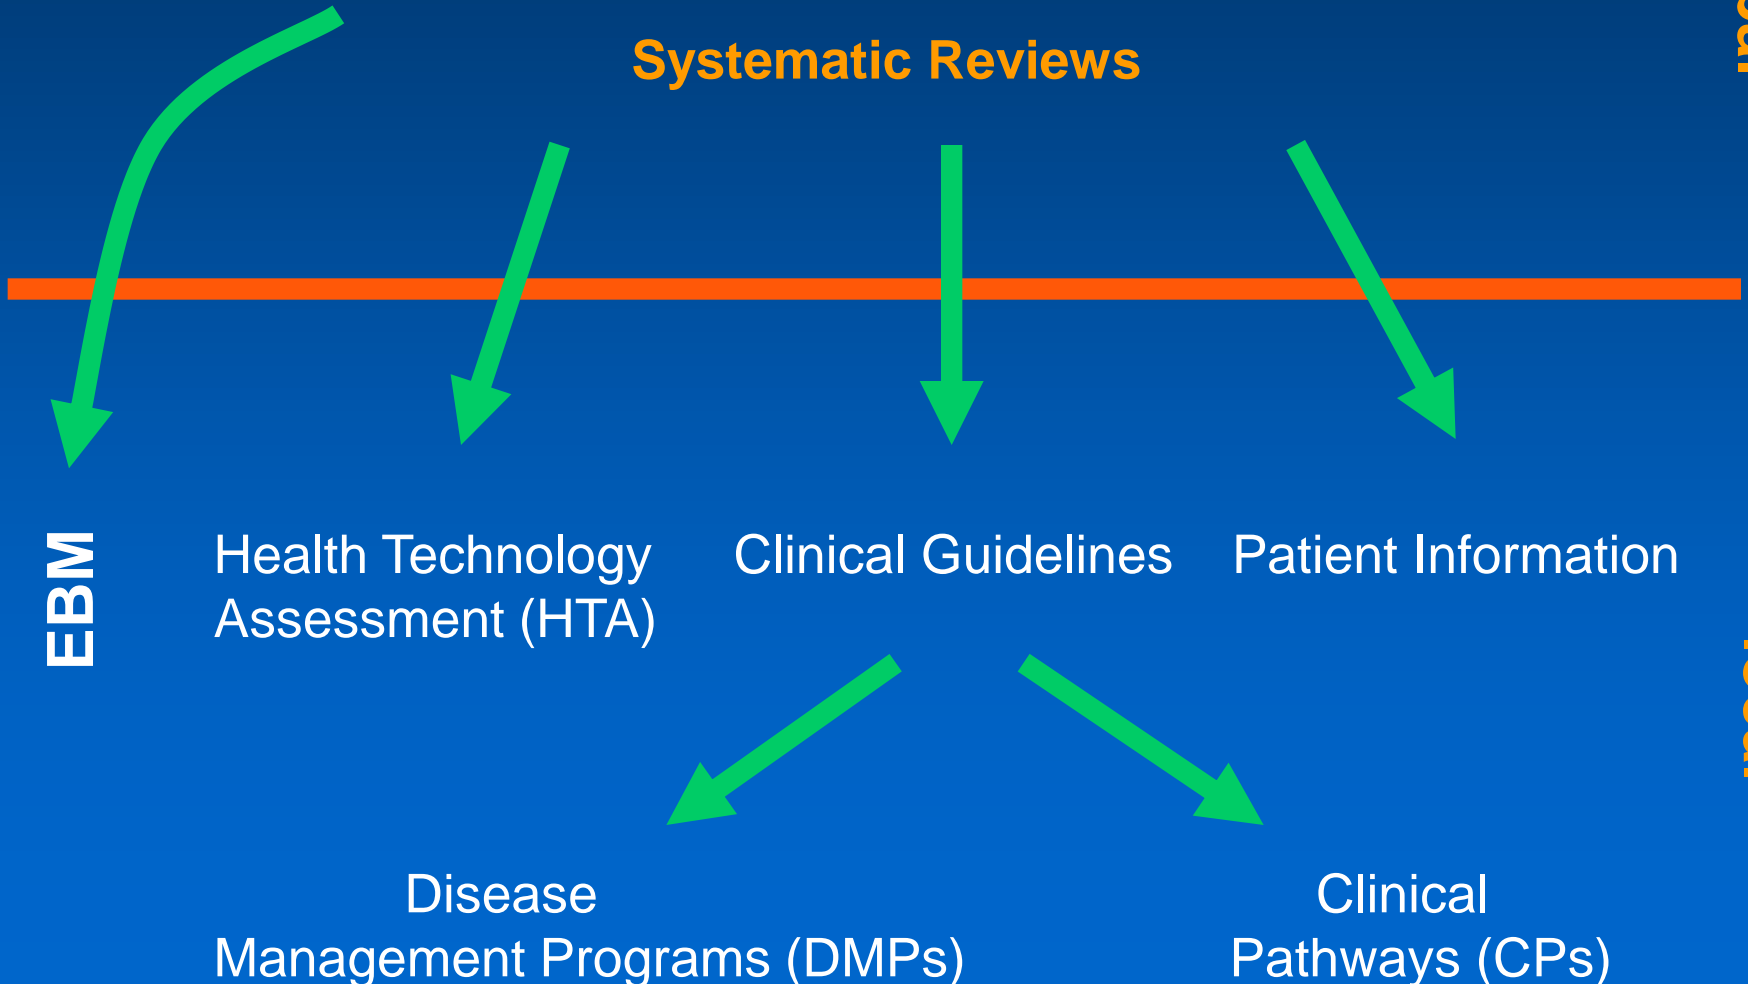 Systematic Reviews
EBM
Health Technology
Assessment (HTA)
Clinical Guidelines
Patient Information
Disease
Management Programs (DMPs)
Clinical
Pathways (CPs)